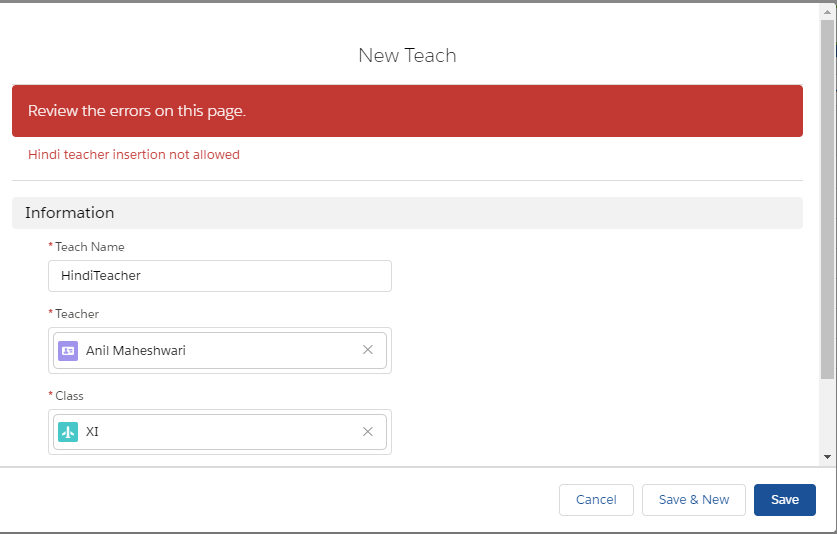 New Teach
Review the errors on this page.
Hindi teacher insertion not allowed
Information
* Teach Name
HindiTeacher
* Teacher
Anil Maheshwari
* Class
XI
Cancel Save & New Save